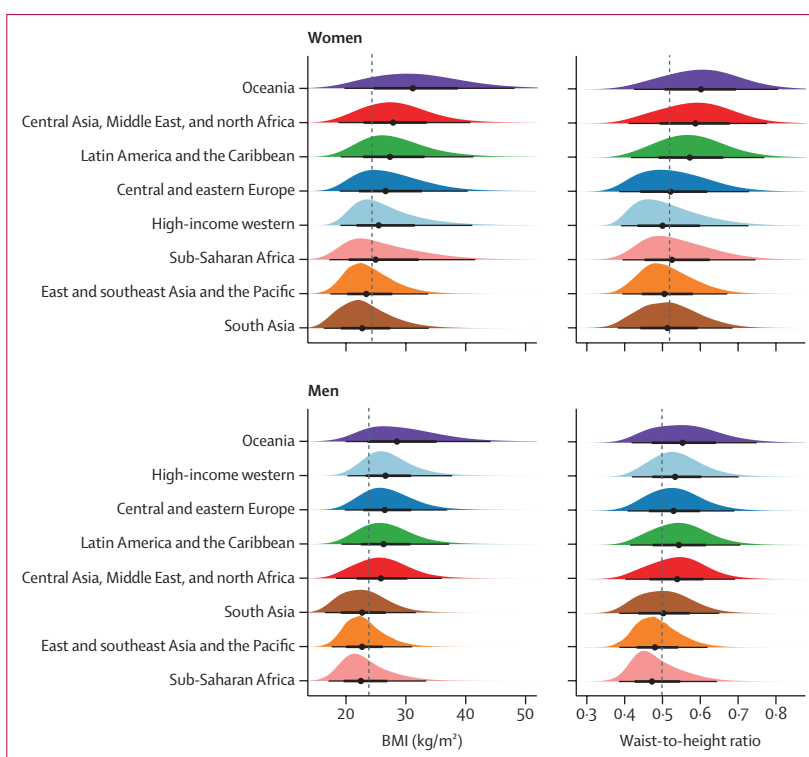 Women
Oceania
Central Asia, Middle East, and north Africa
Latin America and the Caribbean
Central and eastern Europe
High-income western
Sub-Saharan Africa
East and southeast Asia and the Pacific
South Asia
Men
Oceania
High-income western
Central and eastern Europe
Latin America and the Caribbean
Central Asia, Middle East, and north Africa
South Asia
East and southeast Asia and the Pacific
Sub-Saharan Africa
20 30 40 50 0·3 0·4 0·5 0·6 0·7 0·8
BMI (kg/m²) Waist-to-height ratio